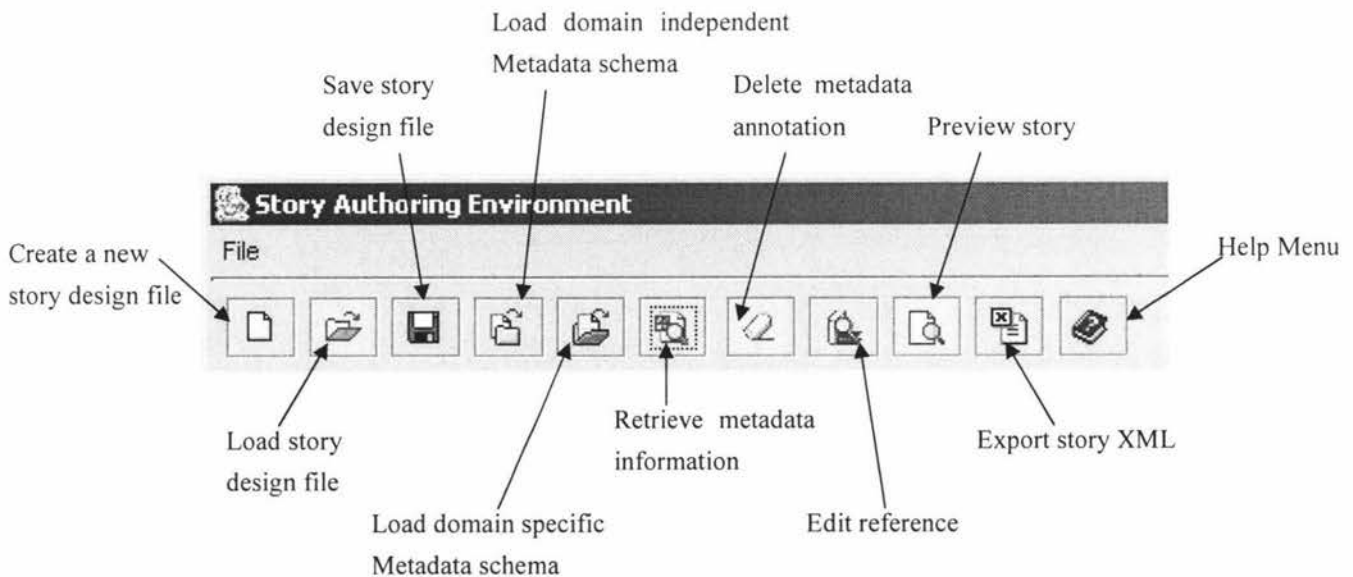 Load domain independent
Metadata schema
Save story
design file
Delete metadata
annotation
Preview story
Story Authoring Environment
File
Create a new
story design file
Help Menu
Load story
design file
Retrieve metadata
information
Export story XML
Load domain specific
Metadata schema
Edit reference